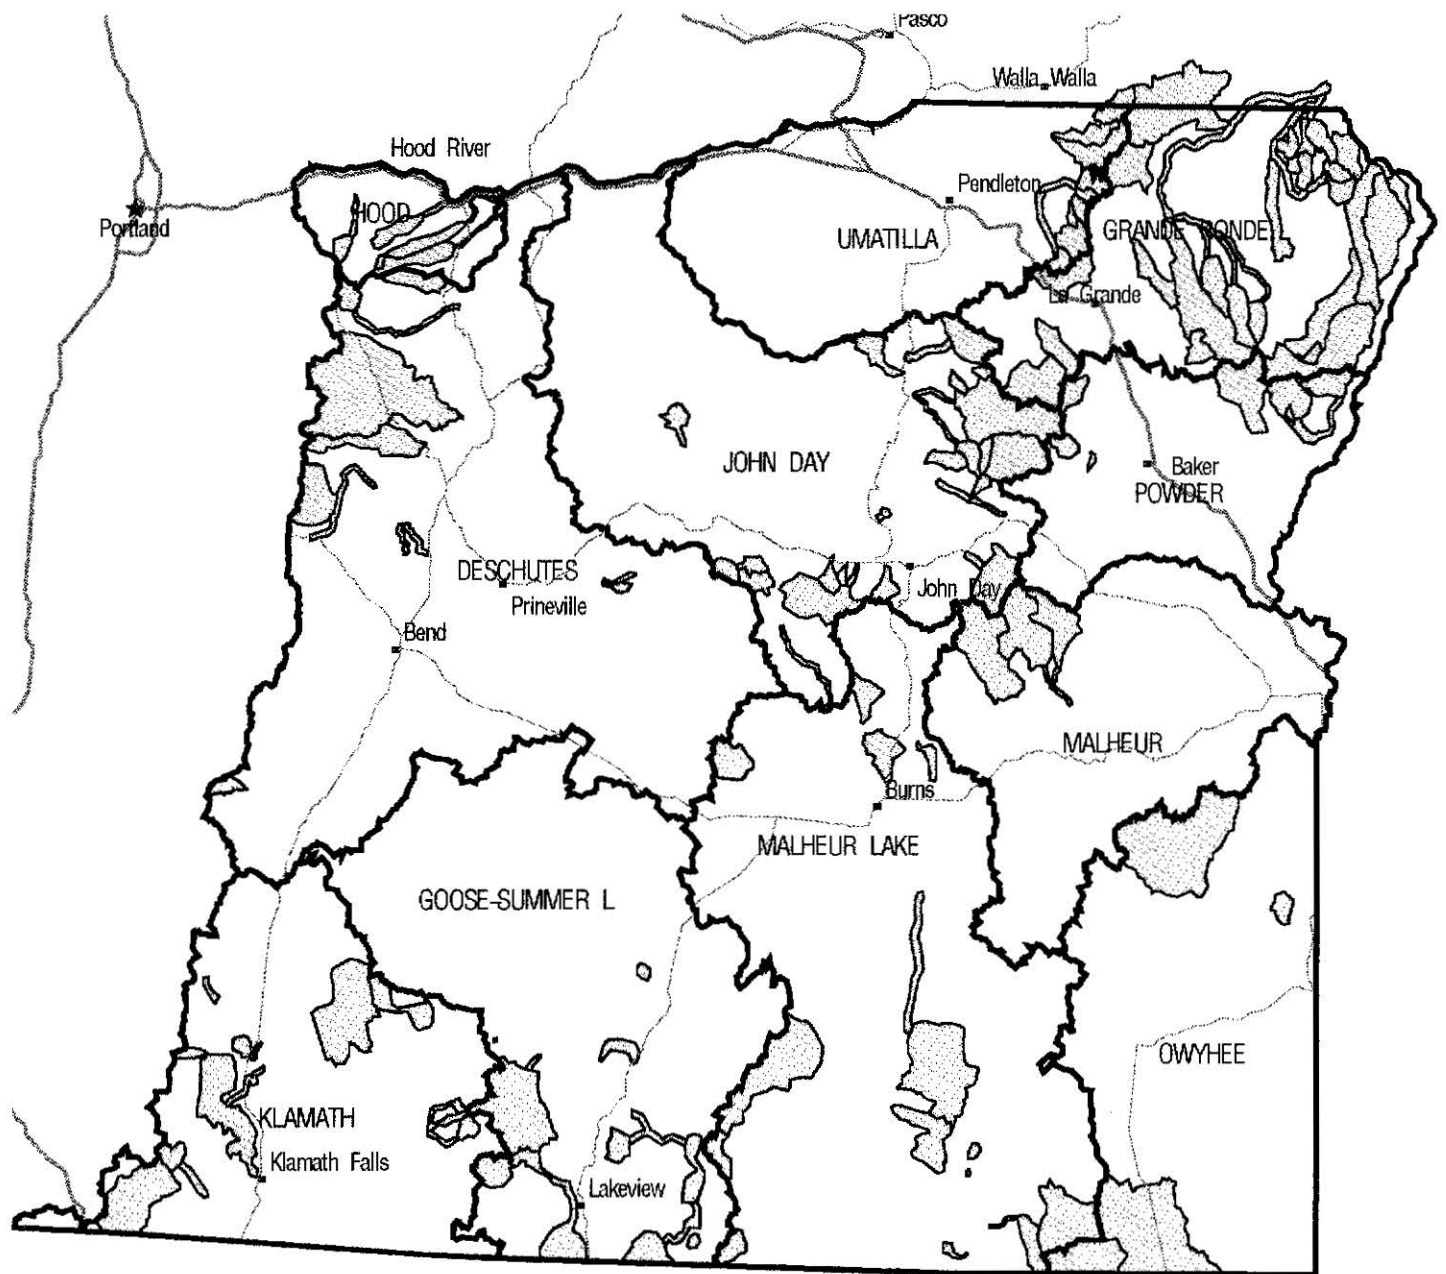 Pasco
Walla Walla
Hood River
Pendleton
HOOD
Portland
UMATILLA
GRANDE RONDE
La Grande
JOHN DAY
Baker
POWDER
DESCHUTES
Prineville
John Day
Bend
MALHEUR
Burns
MALHEUR LAKE
GOOSE-SUMMER L
OWYHEE
KLAMATH
Klamath Falls
Lakeview